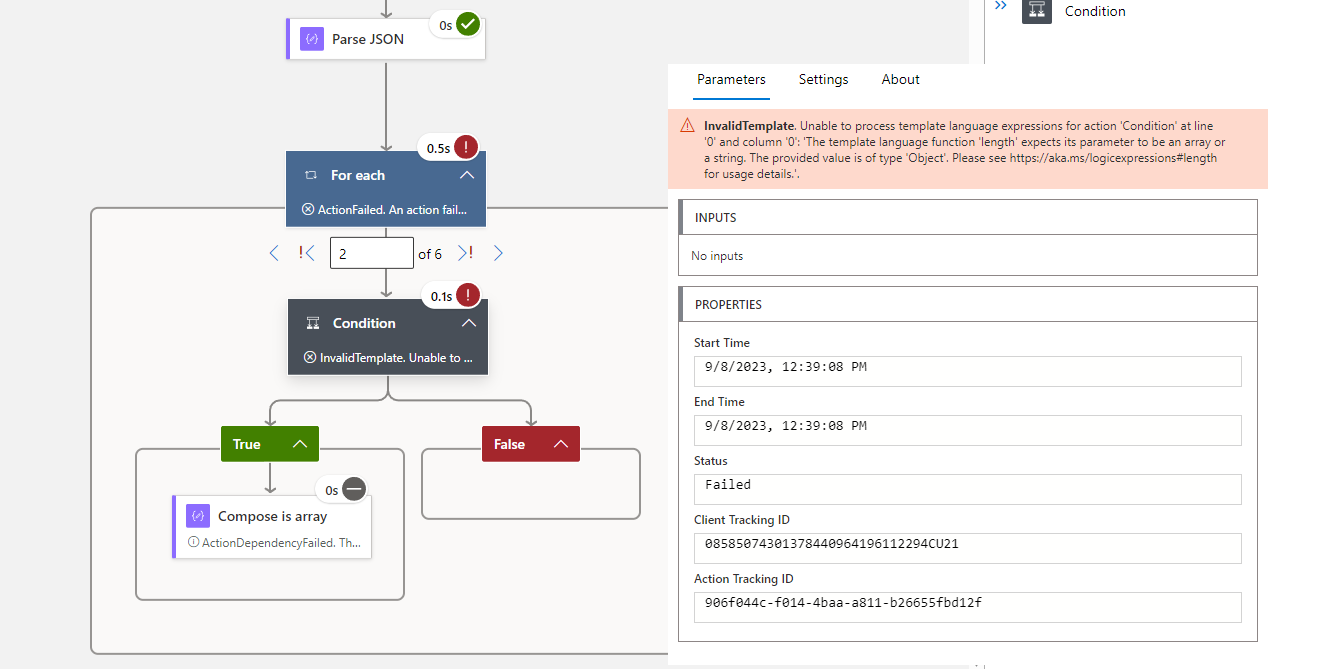 Condition
0s
Parse JSON
Parameters Settings About
InvalidTemplate. Unable to process template language expressions for action 'Condition' at line
'0' and column '0': 'The template language function 'length' expects its parameter to be an array or
a string. The provided value is of type 'Object'. Please see https://aka.ms/logicexpressions#length
for usage details.'.
0.5s
For each
ActionFailed. An action fail...
2 of 6
0.1s
Condition
InvalidTemplate. Unable to ...
True
False
0s
Compose is array
ActionDependencyFailed. Th...
INPUTS
No inputs
PROPERTIES
Start Time
9/8/2023, 12:39:08 PM
End Time
9/8/2023, 12:39:08 PM
Status
Failed
Client Tracking ID
08585074301378440964196112294CU21
Action Tracking ID
906f044c-f014-4baa-a811-b26655fbd12f